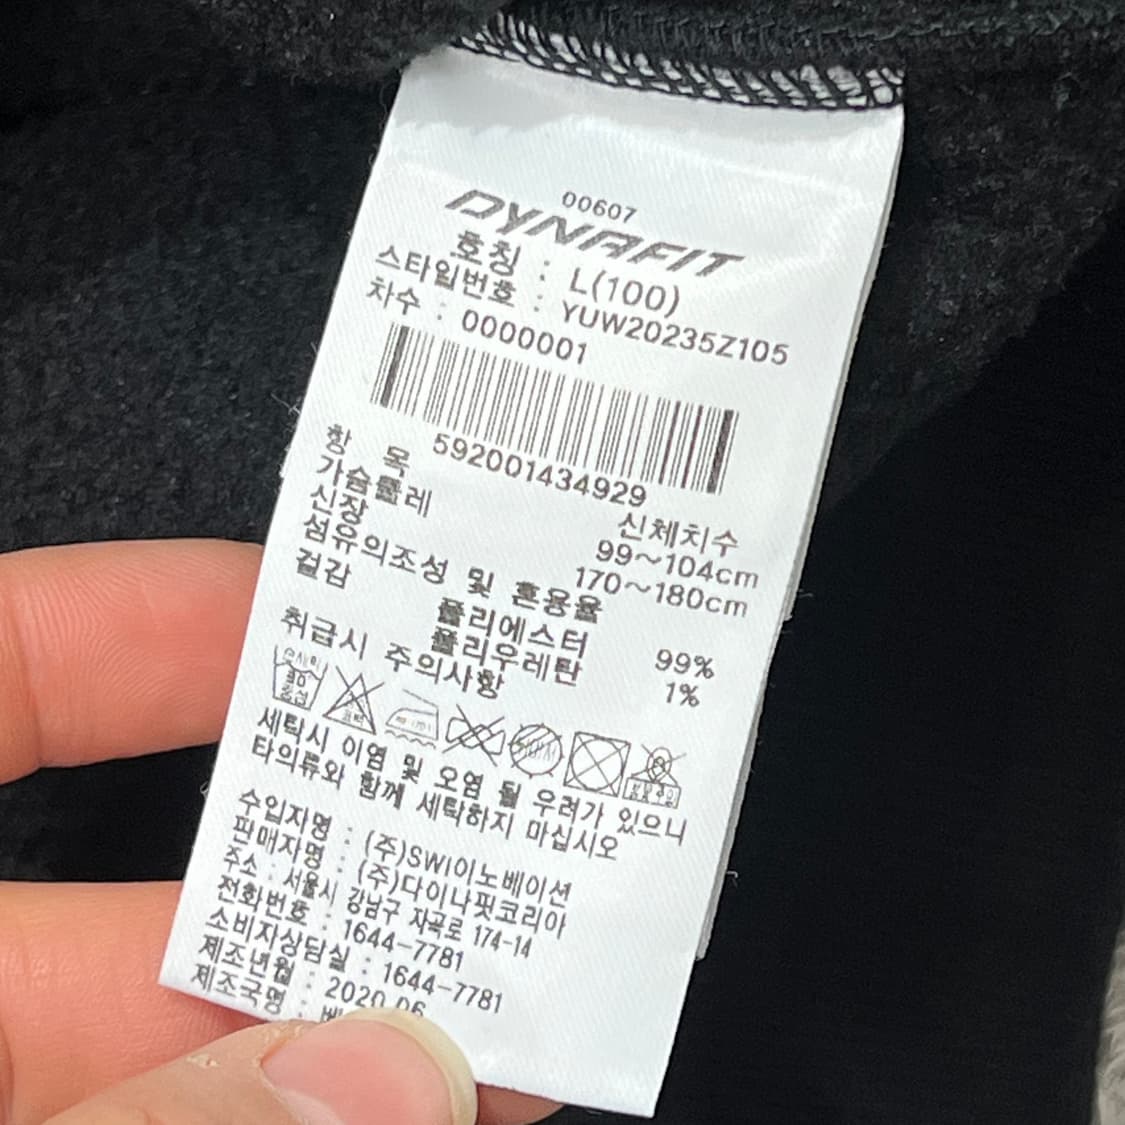 00607
DYNAFIT
호칭 : L(100)
스타일번호 : YUW20235Z105
차수 : 0000001
592001434929
항 목 신체치수
가슴둘레 99~104cm
신장 170~180cm
섬유의조성 및 혼용율
겉감 폴리에스터 99%
폴리우레탄 1%
취급시 주의사항
세탁시 이염 및 오염 될 우려가 있으니
타의류와 함께 세탁하지 마십시오
수입자명 : (주)SWI이노베이션
판매자명 : (주)다이나핏코리아
주소 : 서울시 강남구 자곡로 174-14
전화번호 : 1644-7781
소비자상담실 : 1644-7781
제조년월 : 2020.06
제조국명 :